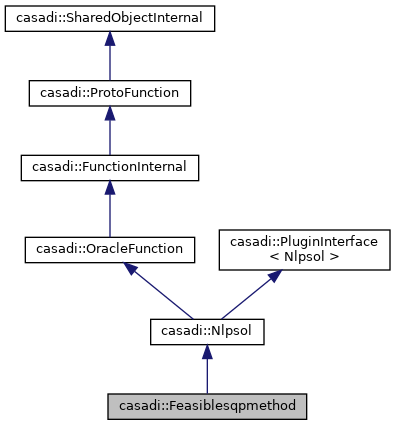 casadi::SharedObjectInternal
casadi::ProtoFunction
casadi::FunctionInternal
casadi::OracleFunction
casadi::PluginInterface
< Nlpsol >
casadi::Nlpsol
casadi::Feasiblesqpmethod